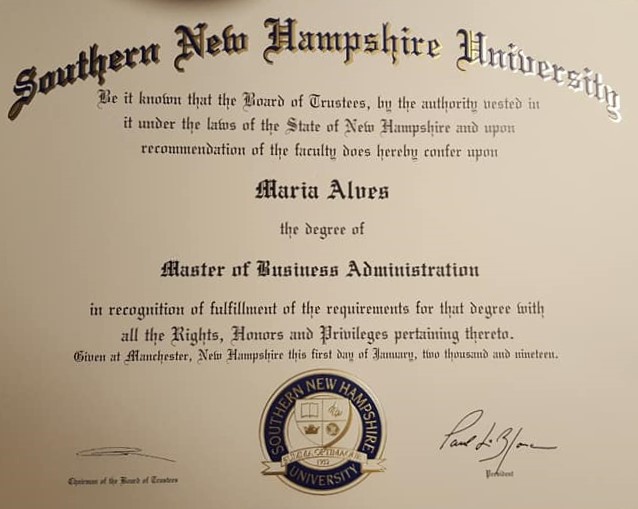 Southern New Hampshire University
Be it known that the Board of Trustees, by the authority vested in
it under the laws of the State of New Hampshire and upon
recommendation of the faculty does hereby confer upon
Maria Alves
the degree of
Master of Business Administration
in recognition of fulfillment of the requirements for that degree with
all the Rights, Honors and Privileges pertaining thereto.
Given at Manchester, New Hampshire this first day of January, two thousand and nineteen.
SOUTHERN NEW HAMPSHIRE
1932
UNIVERSITY
Chairman of the Board of Trustees
President